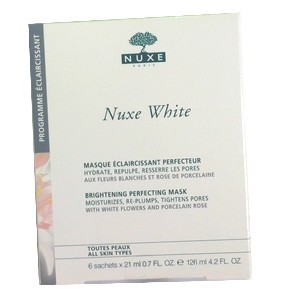 NUXE
PARIS
PROGRAMME ÉCLAIRCISSANT
Nuxe White
MASQUE ÉCLAIRCISSANT PERFECTEUR
HYDRATE, REPULPE, RESSERRE LES PORES
AUX FLEURS BLANCHES ET ROSE DE PORCELAINE
BRIGHTENING PERFECTING MASK
MOISTURIZES, RE-PLUMPS, TIGHTENS PORES
WITH WHITE FLOWERS AND PORCELAIN ROSE
TOUTES PEAUX
ALL SKIN TYPES
6 sachets x 21 ml 0.7 FL. OZ. ℮ 126 ml 4.2 FL. OZ.